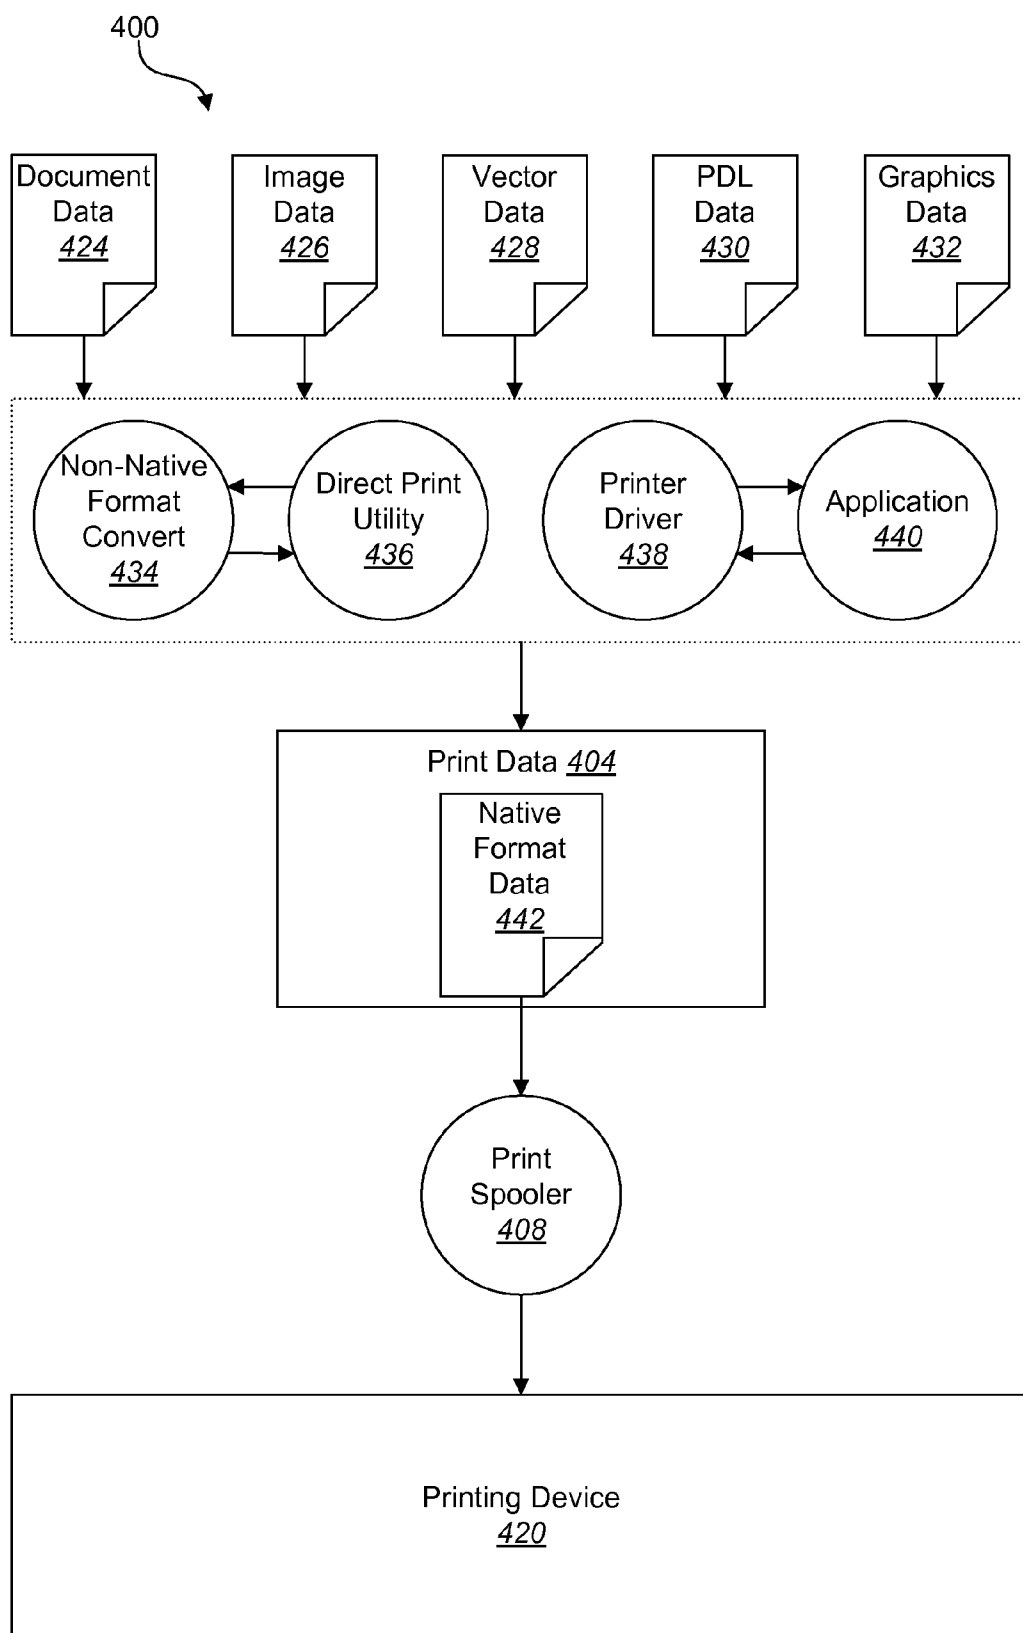 400
Document
Data
424
Image
Data
426
Vector
Data
428
PDL
Data
430
Graphics
Data
432
Non-Native
Format
Convert
434
Direct Print
Utility
436
Printer
Driver
438
Application
440
Print Data 404
Native
Format
Data
442
Print
Spooler
408
Printing Device
420